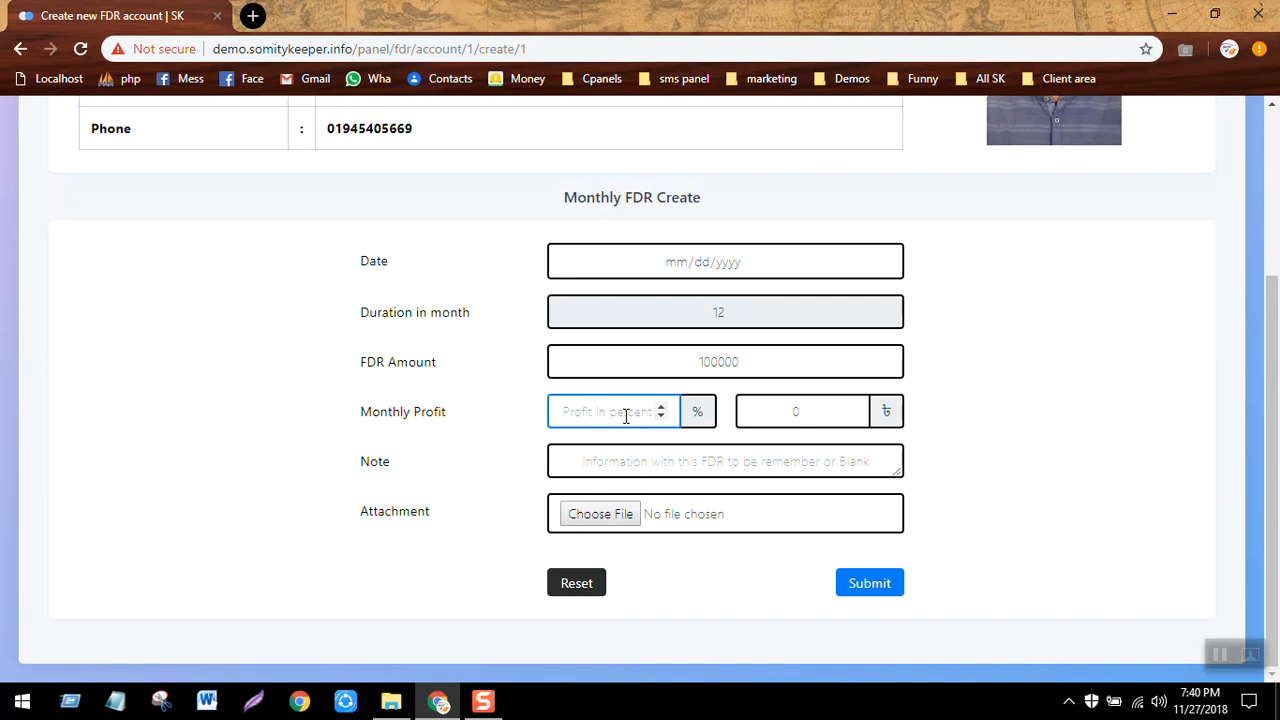 Create new FDR account | SK
Not secure | demo.somitykeeper.info/panel/fdr/account/1/create/1
Localhost php Mess Face Gmail Wha Contacts Money Cpanels sms panel marketing Demos Funny All SK Client area
Phone : 01945405669
Monthly FDR Create
Date mm/dd/yyyy
Duration in month 12
FDR Amount 100000
Monthly Profit Profit in percent % 0 ৳
Note Information with this FDR to be remember or Blank
Attachment Choose File No file chosen
Reset Submit
7:40 PM
11/27/2018